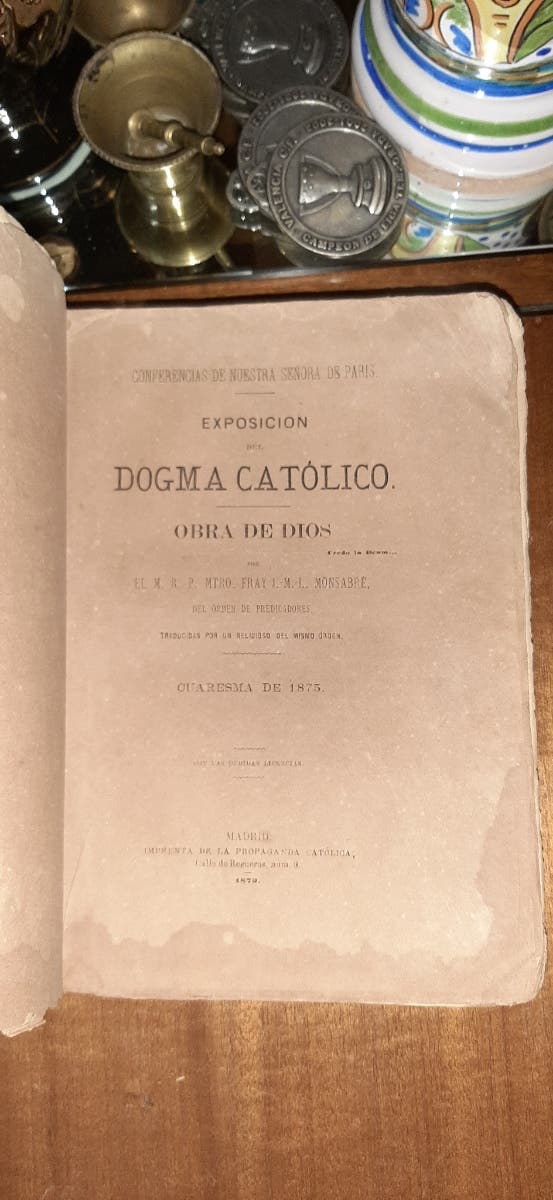 VALENCIA C.F.
CAMPEON DE LIGA
CONFERENCIAS DE NUESTRA SEÑORA DE PARIS.
EXPOSICION
DEL
DOGMA CATÓLICO.
OBRA DE DIOS
Credo in Deum...
POR
EL M. R. P. MTRO. FRAY J.-M.-L. MONSABRÉ,
DEL ÓRDEN DE PREDICADORES,
TRADUCIDAS POR UN RELIGIOSO DEL MISMO ÓRDEN.
CUARESMA DE 1875.
CON LAS DEBIDAS LICENCIAS.
MADRID:
IMPRENTA DE LA PROPAGANDA CATÓLICA,
Calle de Regueros, núm. 9.
1879.